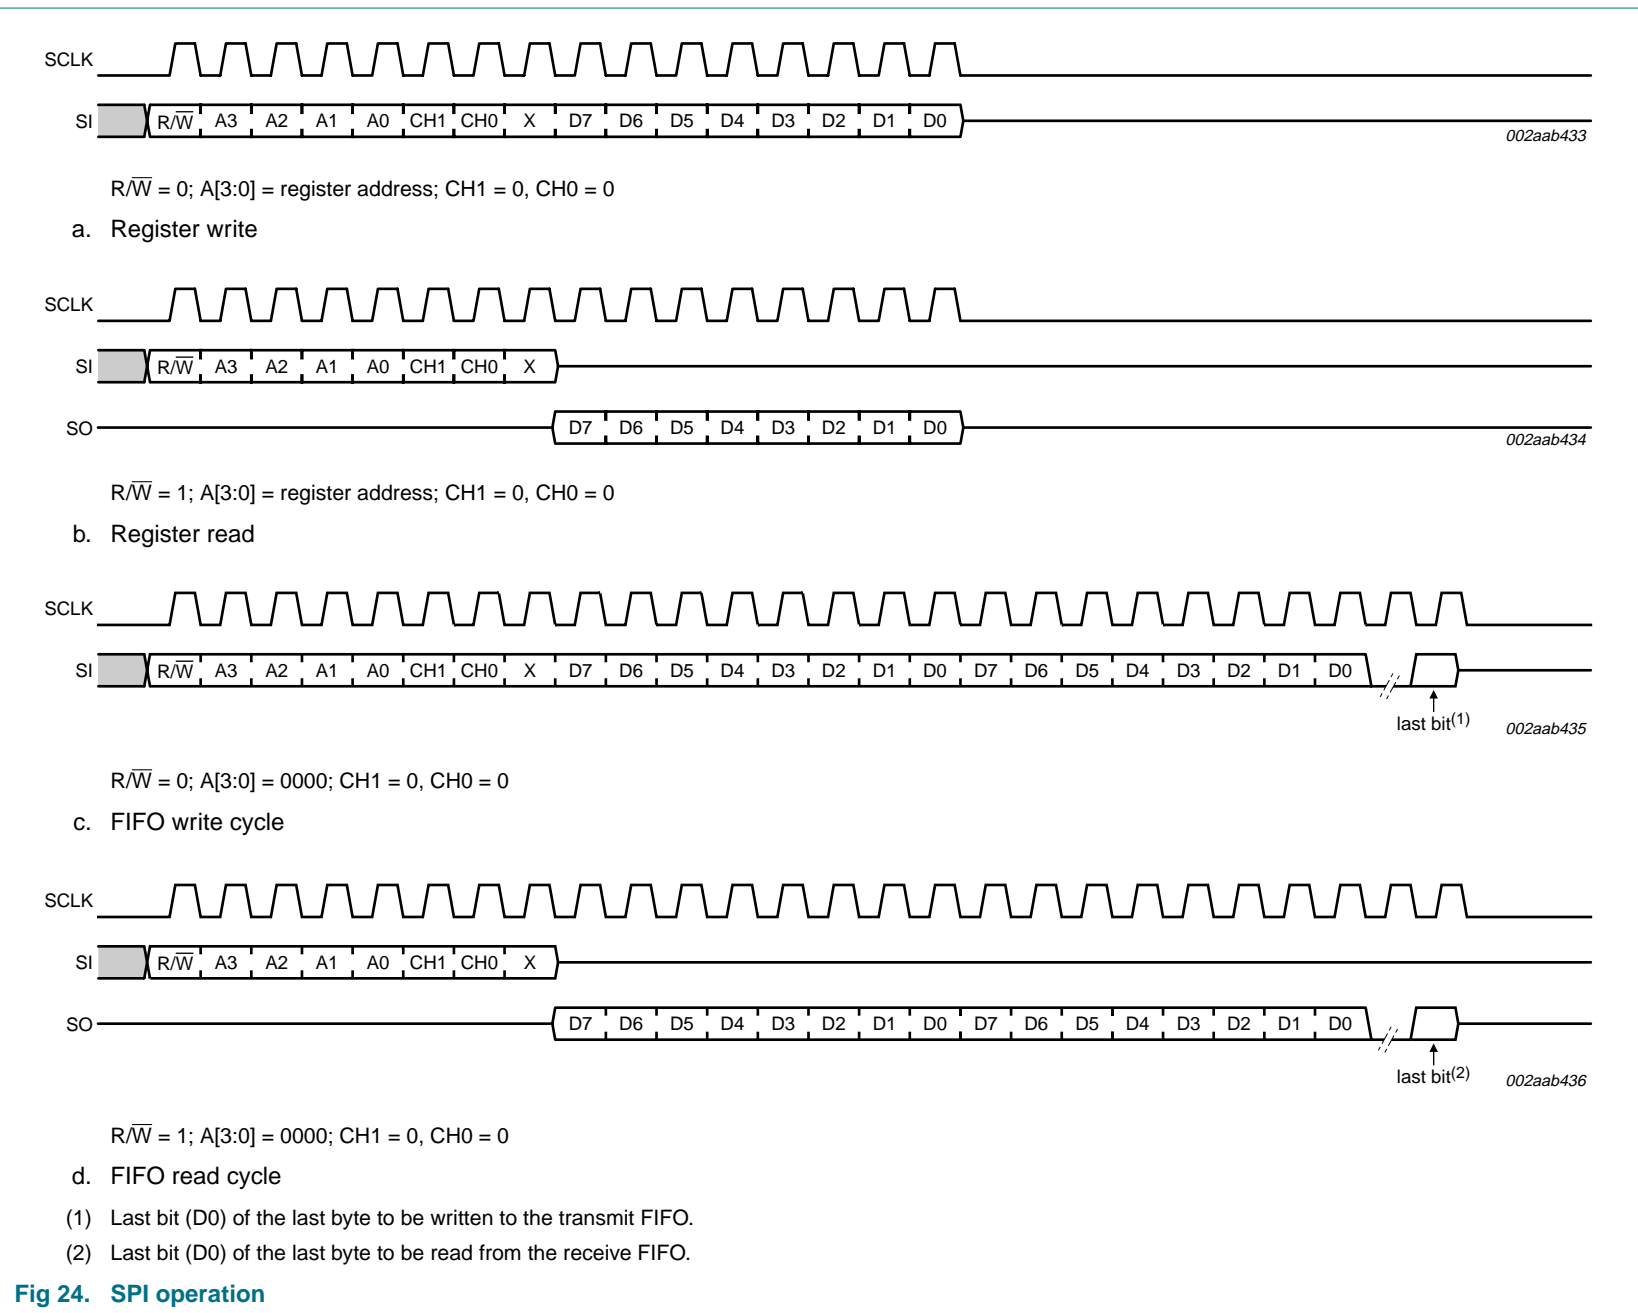 SCLK
SI R/W̅ A3 A2 A1 A0 CH1 CH0 X D7 D6 D5 D4 D3 D2 D1 D0
002aab433
R/W̅ = 0; A[3:0] = register address; CH1 = 0, CH0 = 0
a. Register write
SCLK
SI R/W̅ A3 A2 A1 A0 CH1 CH0 X
SO D7 D6 D5 D4 D3 D2 D1 D0
002aab434
R/W̅ = 1; A[3:0] = register address; CH1 = 0, CH0 = 0
b. Register read
SCLK
SI R/W̅ A3 A2 A1 A0 CH1 CH0 X D7 D6 D5 D4 D3 D2 D1 D0 D7 D6 D5 D4 D3 D2 D1 D0
last bit(1) 002aab435
R/W̅ = 0; A[3:0] = 0000; CH1 = 0, CH0 = 0
c. FIFO write cycle
SCLK
SI R/W̅ A3 A2 A1 A0 CH1 CH0 X
SO D7 D6 D5 D4 D3 D2 D1 D0 D7 D6 D5 D4 D3 D2 D1 D0
last bit(2) 002aab436
R/W̅ = 1; A[3:0] = 0000; CH1 = 0, CH0 = 0
d. FIFO read cycle
(1) Last bit (D0) of the last byte to be written to the transmit FIFO.
(2) Last bit (D0) of the last byte to be read from the receive FIFO.
Fig 24. SPI operation